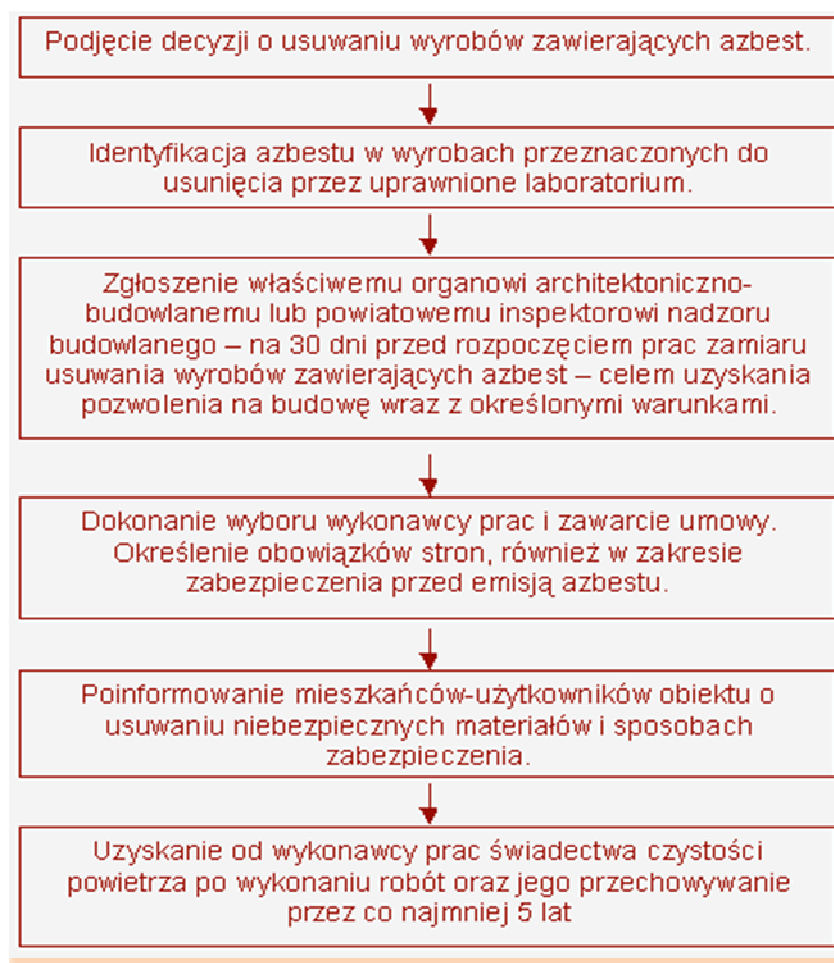 Podjęcie decyzji o usuwaniu wyrobów zawierających azbest.
Identyfikacja azbestu w wyrobach przeznaczonych do
usunięcia przez uprawnione laboratorium.
Zgłoszenie właściwemu organowi architektoniczno-
budowlanemu lub powiatowemu inspektorowi nadzoru
budowlanego – na 30 dni przed rozpoczęciem prac zamiaru
usuwania wyrobów zawierających azbest – celem uzyskania
pozwolenia na budowę wraz z określonymi warunkami.
Dokonanie wyboru wykonawcy prac i zawarcie umowy.
Określenie obowiązków stron, również w zakresie
zabezpieczenia przed emisją azbestu.
Poinformowanie mieszkańców-użytkowników obiektu o
usuwaniu niebezpiecznych materiałów i sposobach
zabezpieczenia.
Uzyskanie od wykonawcy prac świadectwa czystości
powietrza po wykonaniu robót oraz jego przechowywanie
przez co najmniej 5 lat